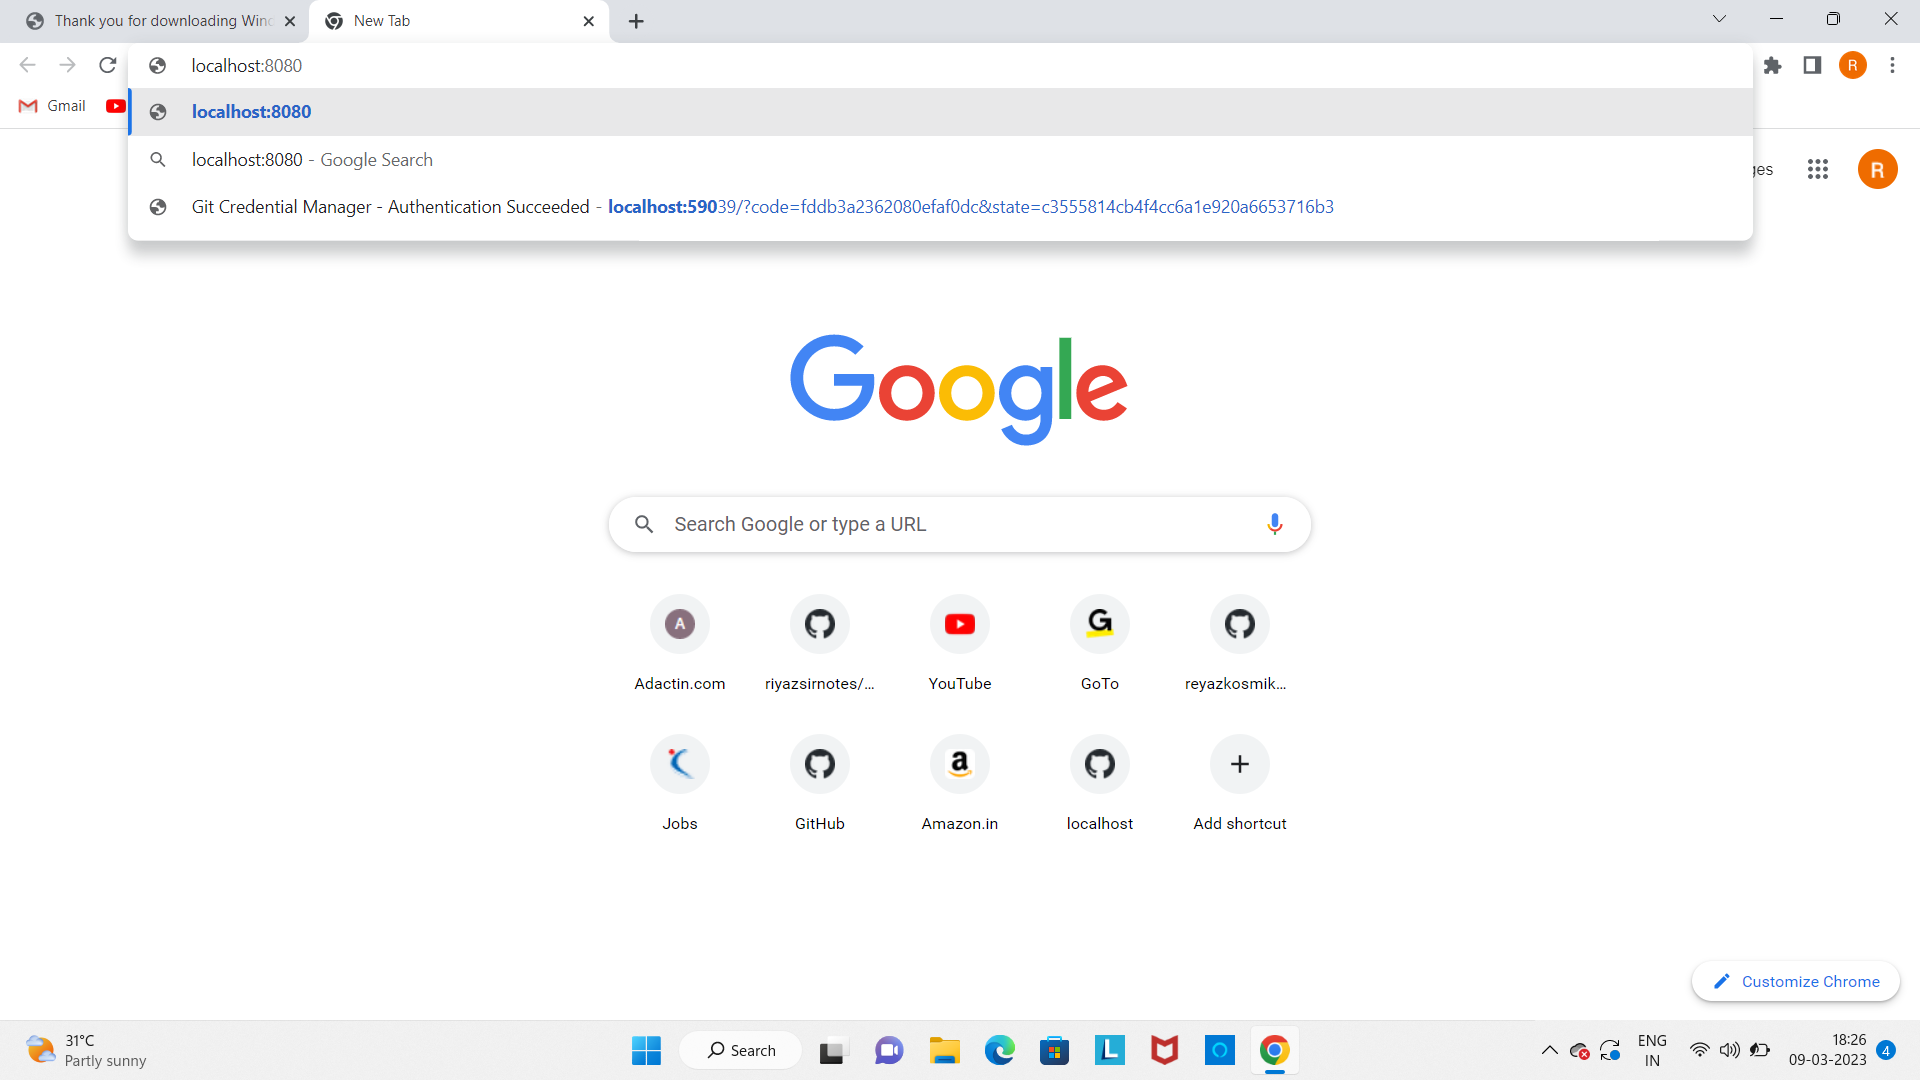 Thank you for downloading Wind
New Tab
localhost:8080
R
Gmail
localhost:8080
localhost:8080 - Google Search
Git Credential Manager - Authentication Succeeded - localhost:59039/?code=fddb3a2362080efaf0dc&state=c3555814cb4f4cc6a1e920a6653716b3
ges
R
Google
Search Google or type a URL
A
G
Adactin.com
riyazsirnotes/...
YouTube
GoTo
reyazkosmik...
a
Jobs
GitHub
Amazon.in
localhost
Add shortcut
Customize Chrome
31°C
Partly sunny
Search
L
ENG
IN
18:26
09-03-2023
4